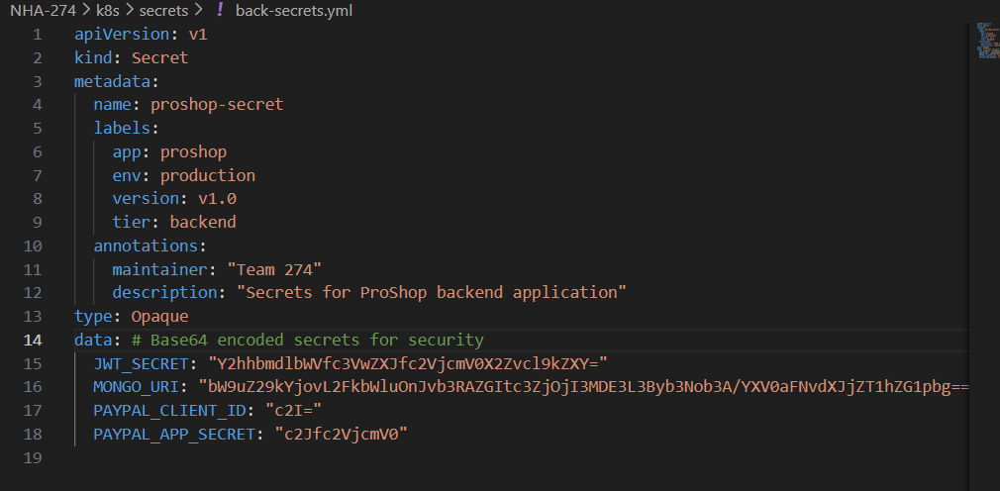 NHA-274 > k8s > secrets > ! back-secrets.yml
1 apiVersion: v1
2 kind: Secret
3 metadata:
4 name: proshop-secret
5 labels:
6 app: proshop
7 env: production
8 version: v1.0
9 tier: backend
10 annotations:
11 maintainer: "Team 274"
12 description: "Secrets for ProShop backend application"
13 type: Opaque
14 data: # Base64 encoded secrets for security
15 JWT_SECRET: "Y2hhbmdlbWVfc3VwZXJfc2VjcmV0X2Zvcl9kZXY="
16 MONGO_URI: "bW9uZ29kYjovL2FkbWluOnJvb3RAZGItc3ZjOjI3MDE3L3Byb3Nob3A/YXV0aFNvdXJjZT1hZG1pbg==
17 PAYPAL_CLIENT_ID: "c2I="
18 PAYPAL_APP_SECRET: "c2Jfc2VjcmV0"
19